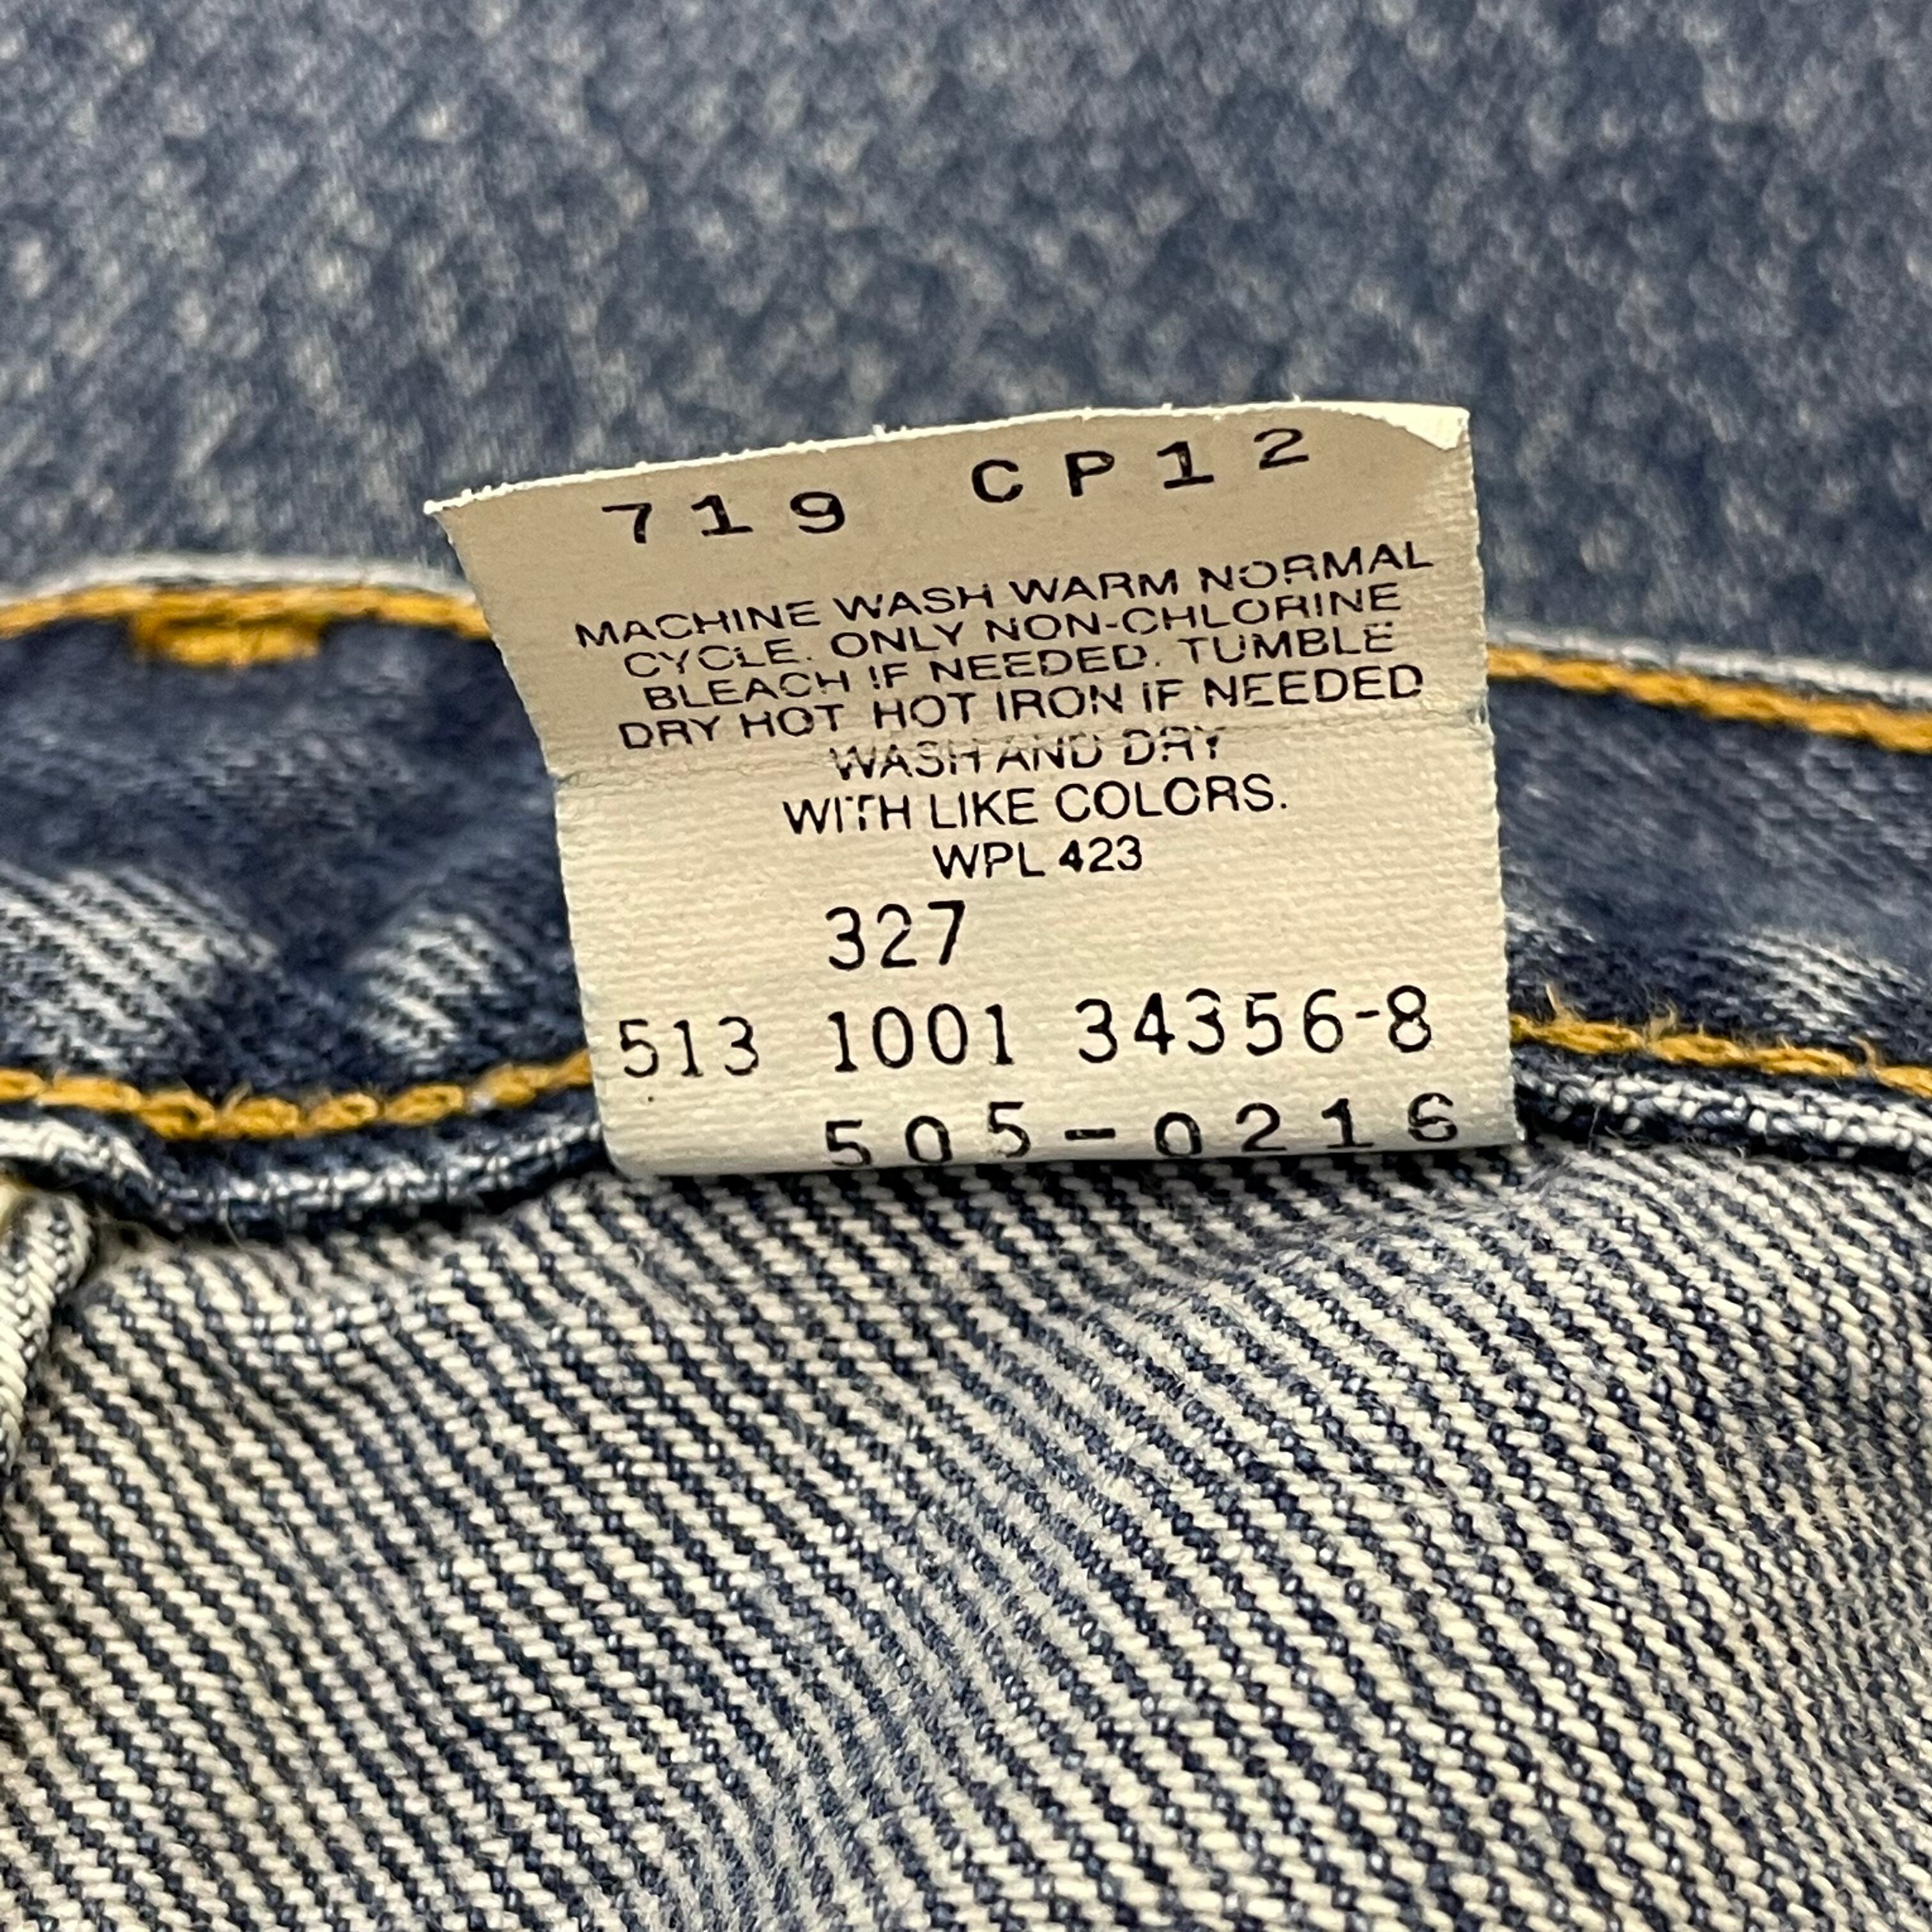 719 CP12
MACHINE WASH WARM NORMAL
CYCLE. ONLY NON-CHLORINE
BLEACH IF NEEDED. TUMBLE
DRY HOT HOT IRON IF NEEDED
WASH AND DRY
WITH LIKE COLORS.
WPL 423
327
513 1001 34356-8
505-0216